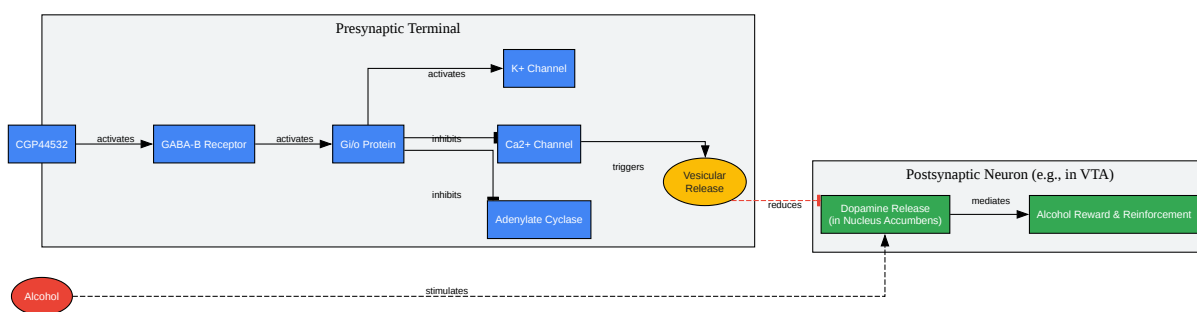 Presynaptic Terminal
K+ Channel
activates
CGP44532
activates
GABA-B Receptor
activates
Gi/o Protein
inhibits
Ca2+ Channel
triggers
Vesicular
Release
inhibits
Adenylate Cyclase
reduces
Postsynaptic Neuron (e.g., in VTA)
Dopamine Release
(in Nucleus Accumbens)
mediates
Alcohol Reward & Reinforcement
Alcohol
stimulates